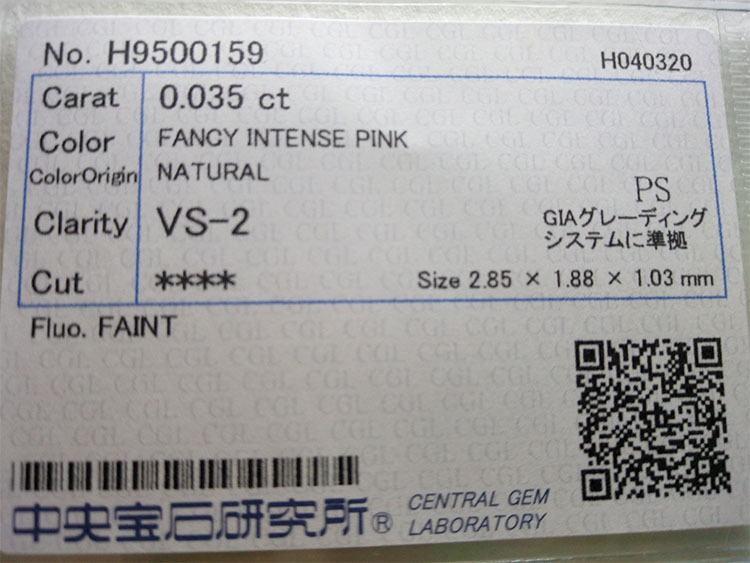 No. H9500159
H040320
Carat 0.035 ct
Color FANCY INTENSE PINK
ColorOrigin NATURAL
PS
Clarity VS-2
GIAグレーディング
システムに準拠
Cut ****
Size 2.85 × 1.88 × 1.03 mm
Fluo. FAINT
中央宝石研究所®
CENTRAL GEM
LABORATORY